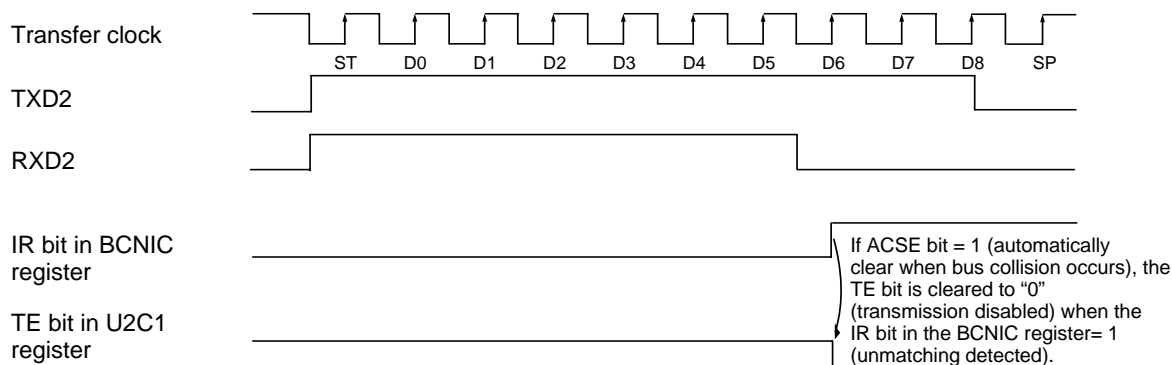 Transfer clock
ST D0 D1 D2 D3 D4 D5 D6 D7 D8 SP
TXD2
RXD2
IR bit in BCNIC
register
If ACSE bit = 1 (automatically
clear when bus collision occurs), the
TE bit is cleared to “0”
(transmission disabled) when the
IR bit in the BCNIC register= 1
(unmatching detected).
TE bit in U2C1
register